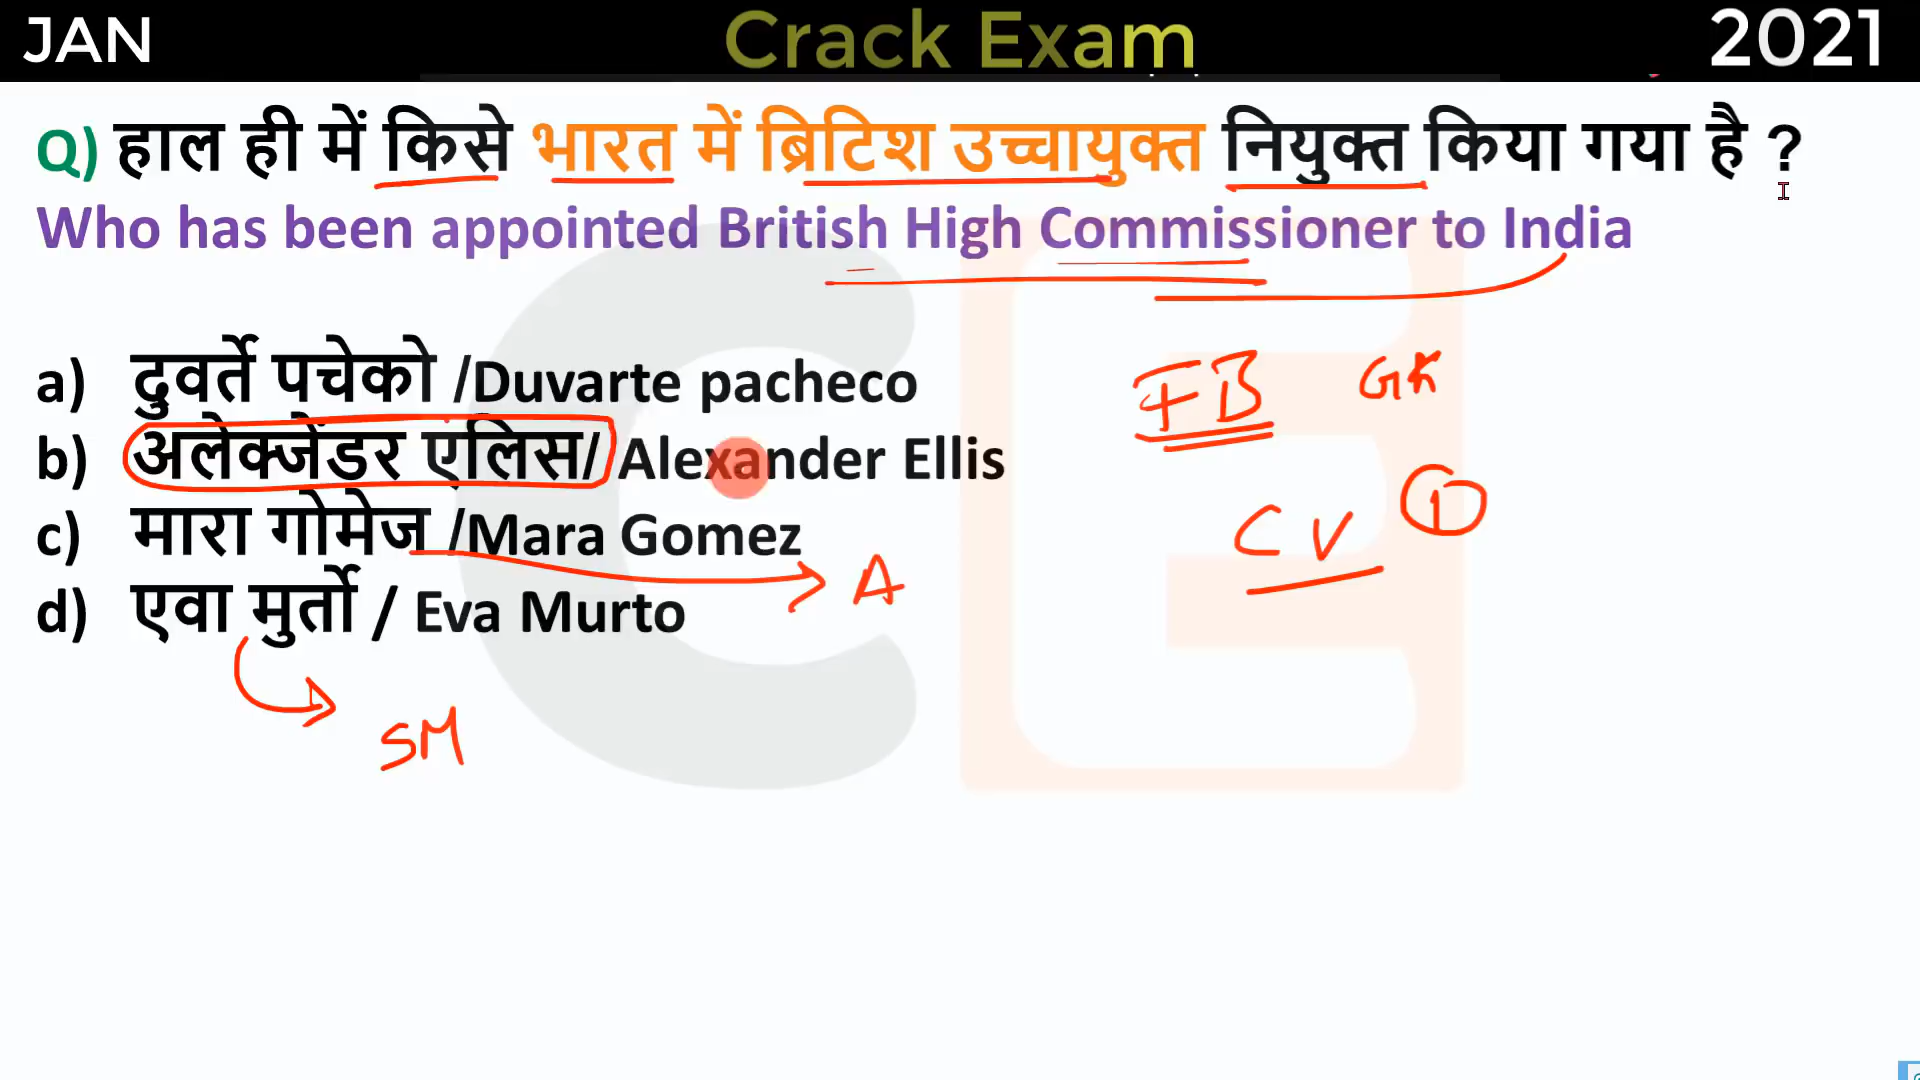 JAN Crack Exam 2021
Q) हाल ही में किसे भारत में ब्रिटिश उच्चायुक्त नियुक्त किया गया है ?
Who has been appointed British High Commissioner to India
a) दुवर्ते पचेको /Duvarte pacheco
b) अलेक्जेंडर एलिस/ Alexander Ellis
c) मारा गोमेज /Mara Gomez
d) एवा मुर्तो / Eva Murto
FB GK
CV 1
A
SM